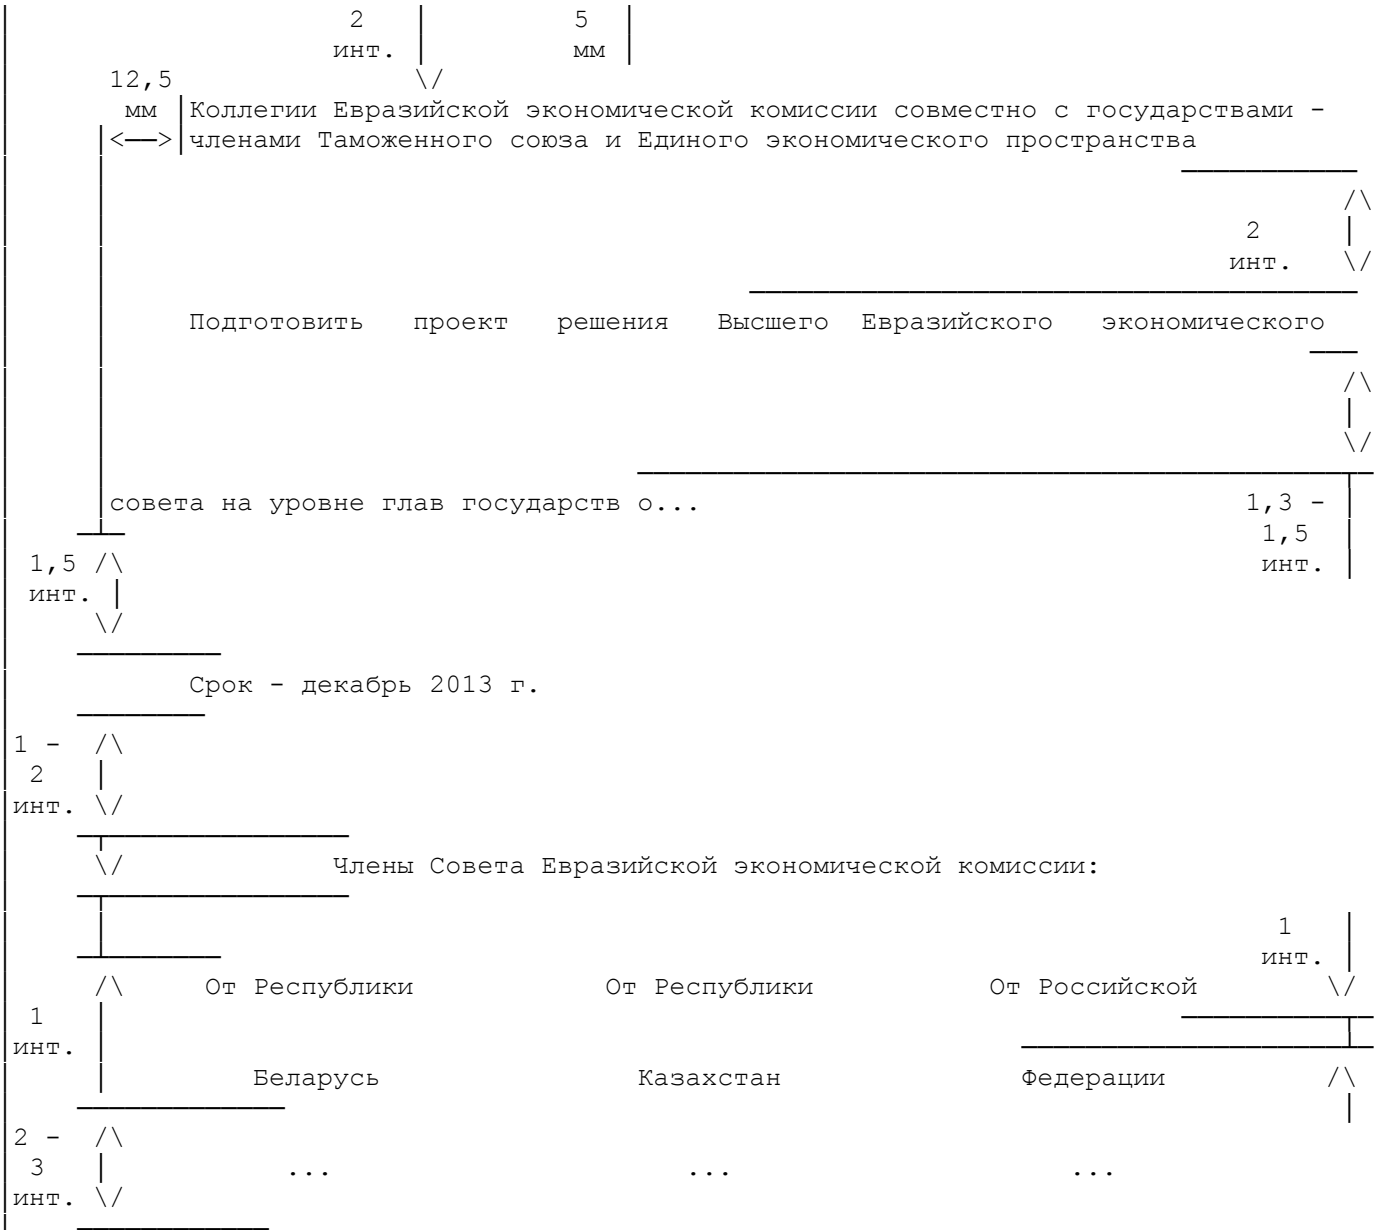 2 5
инт. мм
12,5
мм Коллегии Евразийской экономической комиссии совместно с государствами -
членами Таможенного союза и Единого экономического пространства
2
инт.
Подготовить проект решения Высшего Евразийского экономического
совета на уровне глав государств о... 1,3 -
1,5
1,5 инт.
инт.
Срок - декабрь 2013 г.
1 -
2
инт.
Члены Совета Евразийской экономической комиссии:
1
инт.
От Республики От Республики От Российской
1
инт.
Беларусь Казахстан Федерации
2 -
3 ... ... ...
инт.